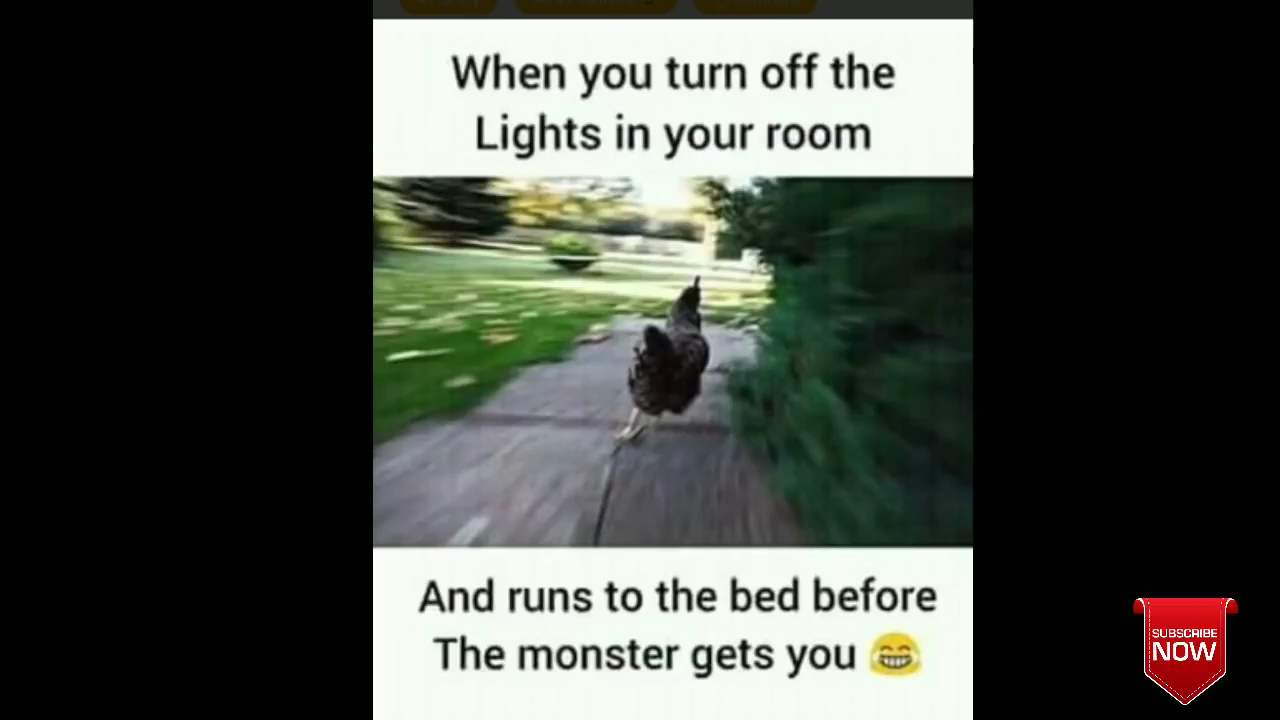 When you turn off the
Lights in your room
And runs to the bed before
The monster gets you 😂
SUBSCRIBE
NOW